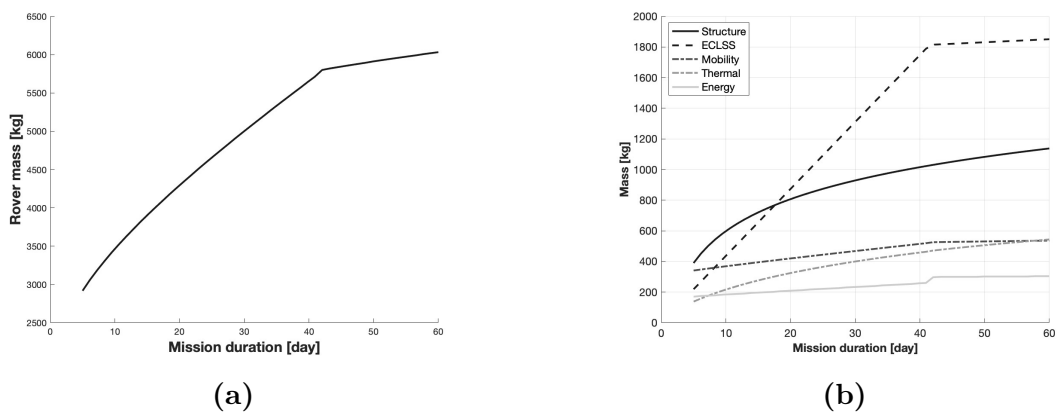 6500
6000
5500
5000
4500
4000
3500
3000
2500
Rover mass [kg]
0 10 20 30 40 50 60
Mission duration [day]
(a)
2000
1800
1600
1400
1200
1000
800
600
400
200
0
Mass [kg]
Structure
ECLSS
Mobility
Thermal
Energy
0 10 20 30 40 50 60
Mission duration [day]
(b)